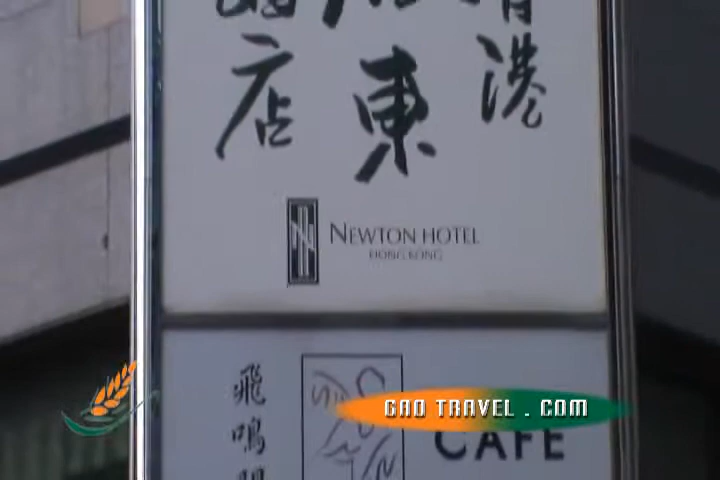 港
東
店
NEWTON HOTEL
HONG KONG
飛鳴
GAO TRAVEL . COM
CAFE